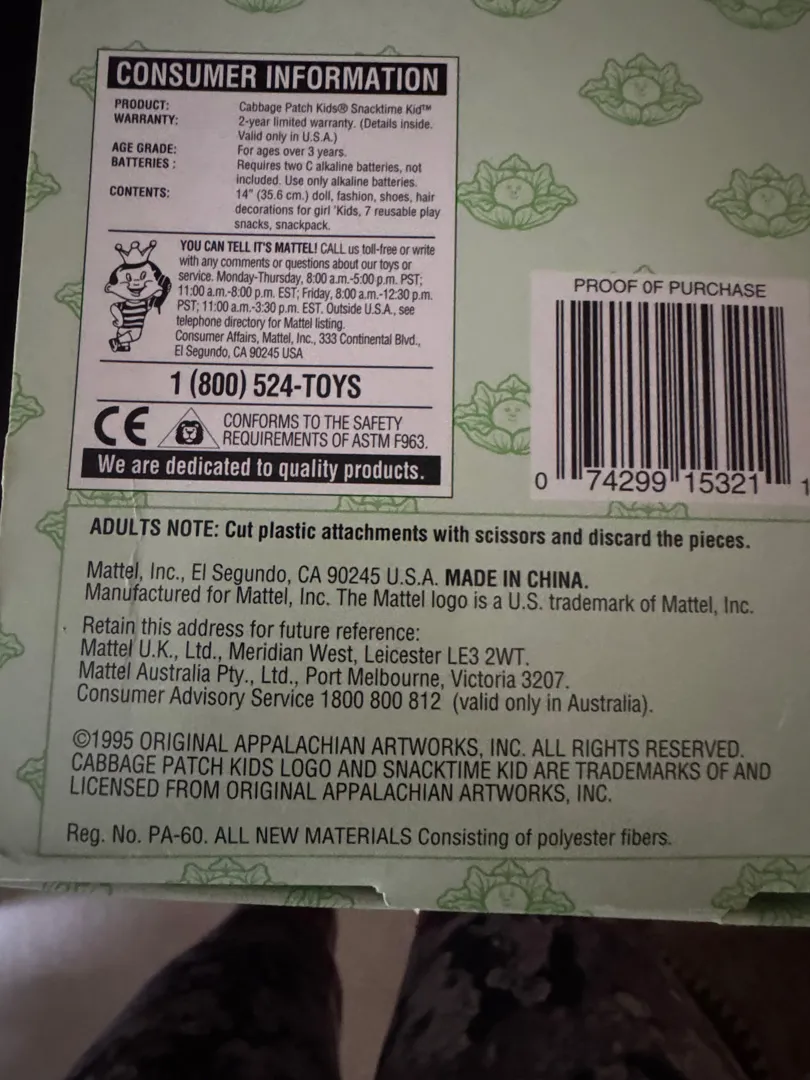 CONSUMER INFORMATION
PRODUCT: Cabbage Patch Kids® Snacktime Kid™
WARRANTY: 2-year limited warranty. (Details inside.
Valid only in U.S.A.)
AGE GRADE: For ages over 3 years.
BATTERIES : Requires two C alkaline batteries, not
included. Use only alkaline batteries.
CONTENTS: 14" (35.6 cm.) doll, fashion, shoes, hair
decorations for girl 'Kids, 7 reusable play
snacks, snackpack.
YOU CAN TELL IT'S MATTEL! CALL us toll-free or write
with any comments or questions about our toys or
service. Monday-Thursday, 8:00 a.m.-5:00 p.m. PST;
11:00 a.m.-8:00 p.m. EST; Friday, 8:00 a.m.-12:30 p.m.
PST; 11:00 a.m.-3:30 p.m. EST. Outside U.S.A., see
telephone directory for Mattel listing.
Consumer Affairs, Mattel, Inc., 333 Continental Blvd.,
El Segundo, CA 90245 USA
1 (800) 524-TOYS
CE
CONFORMS TO THE SAFETY
REQUIREMENTS OF ASTM F963.
We are dedicated to quality products.
PROOF OF PURCHASE
0 74299 15321 1
ADULTS NOTE: Cut plastic attachments with scissors and discard the pieces.
Mattel, Inc., El Segundo, CA 90245 U.S.A. MADE IN CHINA.
Manufactured for Mattel, Inc. The Mattel logo is a U.S. trademark of Mattel, Inc.
Retain this address for future reference:
Mattel U.K., Ltd., Meridian West, Leicester LE3 2WT.
Mattel Australia Pty., Ltd., Port Melbourne, Victoria 3207.
Consumer Advisory Service 1800 800 812 (valid only in Australia).
©1995 ORIGINAL APPALACHIAN ARTWORKS, INC. ALL RIGHTS RESERVED.
CABBAGE PATCH KIDS LOGO AND SNACKTIME KID ARE TRADEMARKS OF AND
LICENSED FROM ORIGINAL APPALACHIAN ARTWORKS, INC.
Reg. No. PA-60. ALL NEW MATERIALS Consisting of polyester fibers.